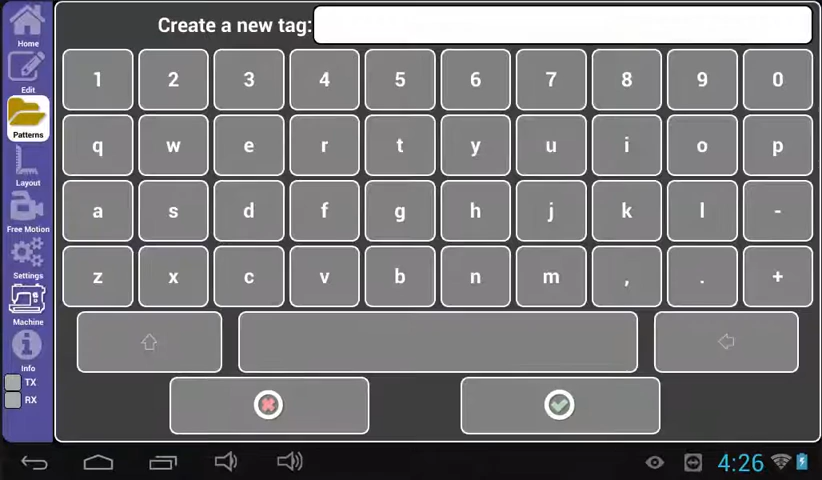 Create a new tag:
Home
Edit
Patterns
Layout
Free Motion
Settings
Machine
Info
TX
RX
1 2 3 4 5 6 7 8 9 0
q w e r t y u i o p
a s d f g h j k l -
z x c v b n m , . +
4:26